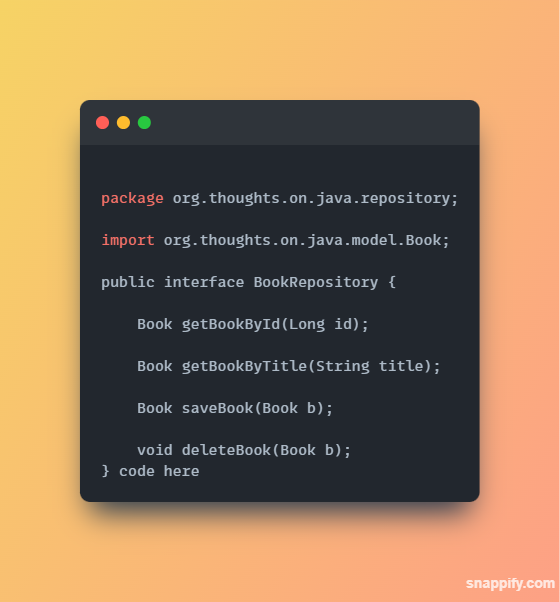 package org.thoughts.on.java.repository;
import org.thoughts.on.java.model.Book;
public interface BookRepository {
Book getBookById(Long id);
Book getBookByTitle(String title);
Book saveBook(Book b);
void deleteBook(Book b);
} code here
snappify.com